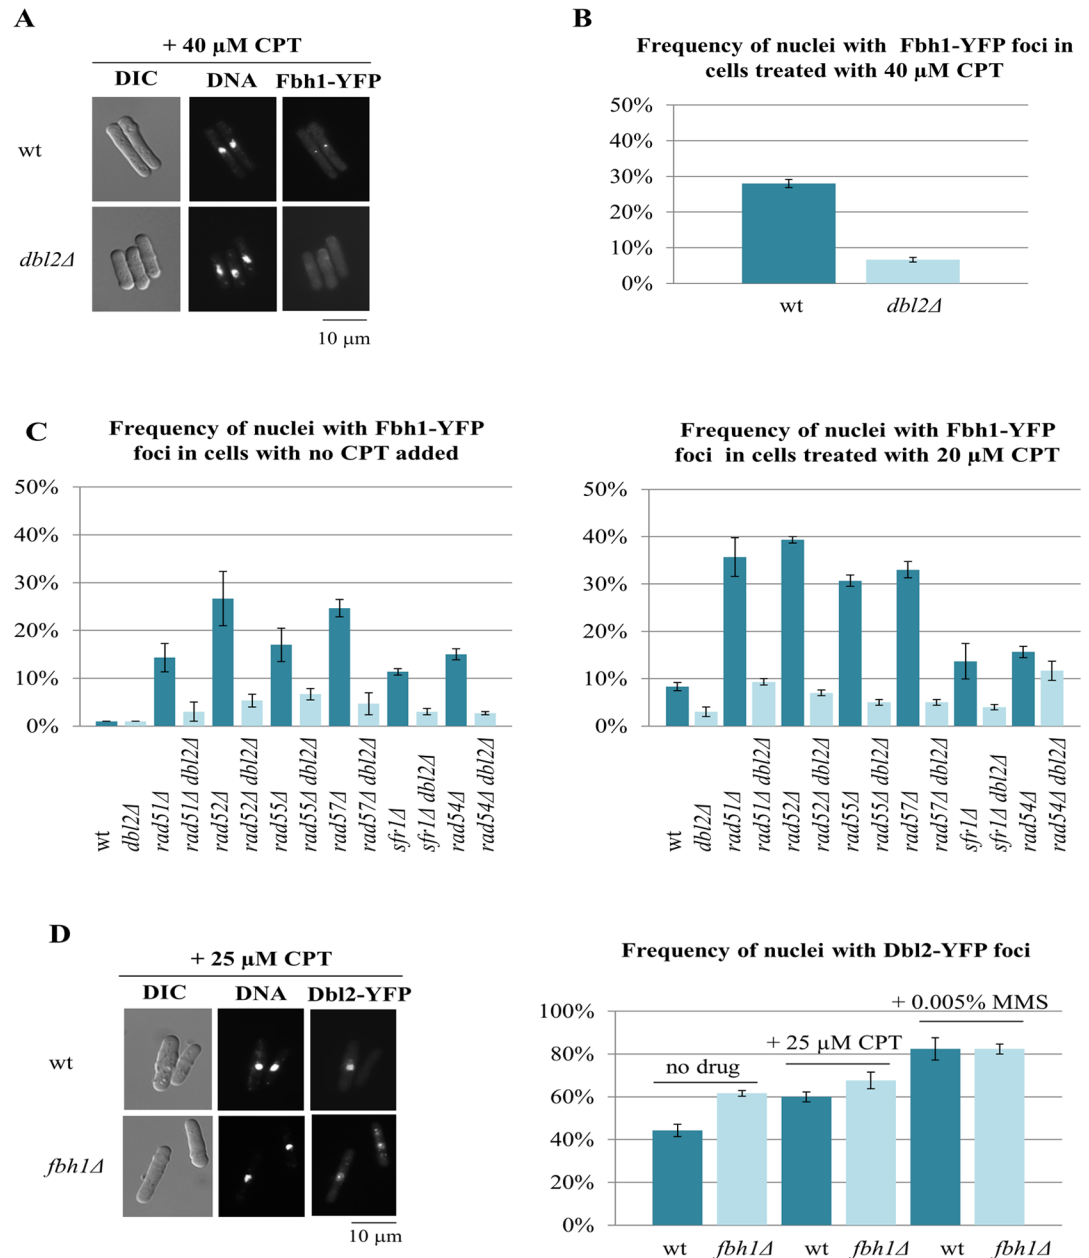 A
+ 40 µM CPT
DIC DNA Fbh1-YFP
wt
dbl2Δ
10 µm
B
Frequency of nuclei with Fbh1-YFP foci in
cells treated with 40 µM CPT
50%
40%
30%
20%
10%
0%
wt dbl2Δ
C
Frequency of nuclei with Fbh1-YFP
foci in cells with no CPT added
50%
40%
30%
20%
10%
0%
wt
dbl2Δ
rad51Δ
rad51Δ dbl2Δ
rad52Δ
rad52Δ dbl2Δ
rad55Δ
rad55Δ dbl2Δ
rad57Δ
rad57Δ dbl2Δ
sfr1Δ
sfr1Δ dbl2Δ
rad54Δ
rad54Δ dbl2Δ
Frequency of nuclei with Fbh1-YFP
foci in cells treated with 20 µM CPT
50%
40%
30%
20%
10%
0%
wt
dbl2Δ
rad51Δ
rad51Δ dbl2Δ
rad52Δ
rad52Δ dbl2Δ
rad55Δ
rad55Δ dbl2Δ
rad57Δ
rad57Δ dbl2Δ
sfr1Δ
sfr1Δ dbl2Δ
rad54Δ
rad54Δ dbl2Δ
D
+ 25 µM CPT
DIC DNA Dbl2-YFP
wt
fbh1Δ
10 µm
Frequency of nuclei with Dbl2-YFP foci
100%
80%
60%
40%
20%
0%
no drug
+ 25 µM CPT
+ 0.005% MMS
wt fbh1Δ wt fbh1Δ wt fbh1Δ